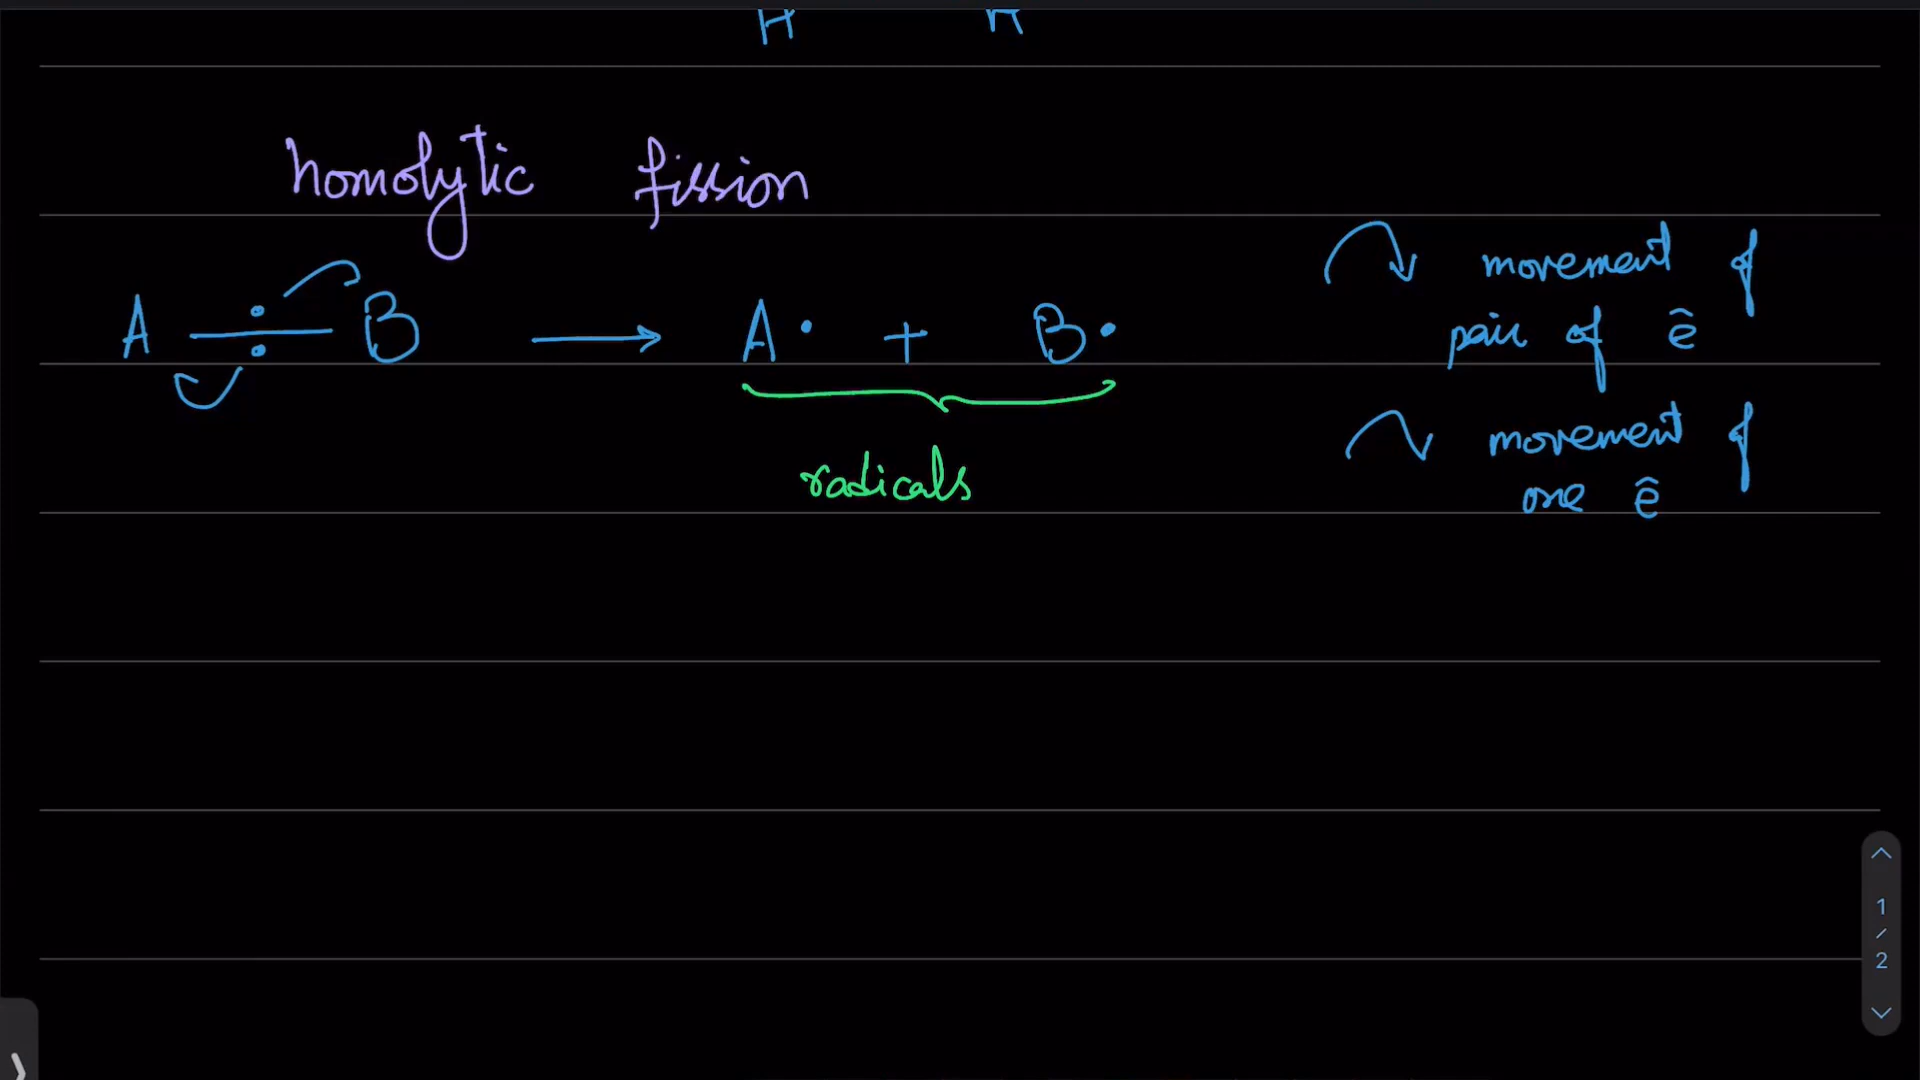 H H
homolytic fission
A : B → A• + B•
radicals
movement of
pair of ē
movement of
one ē
1
/
2